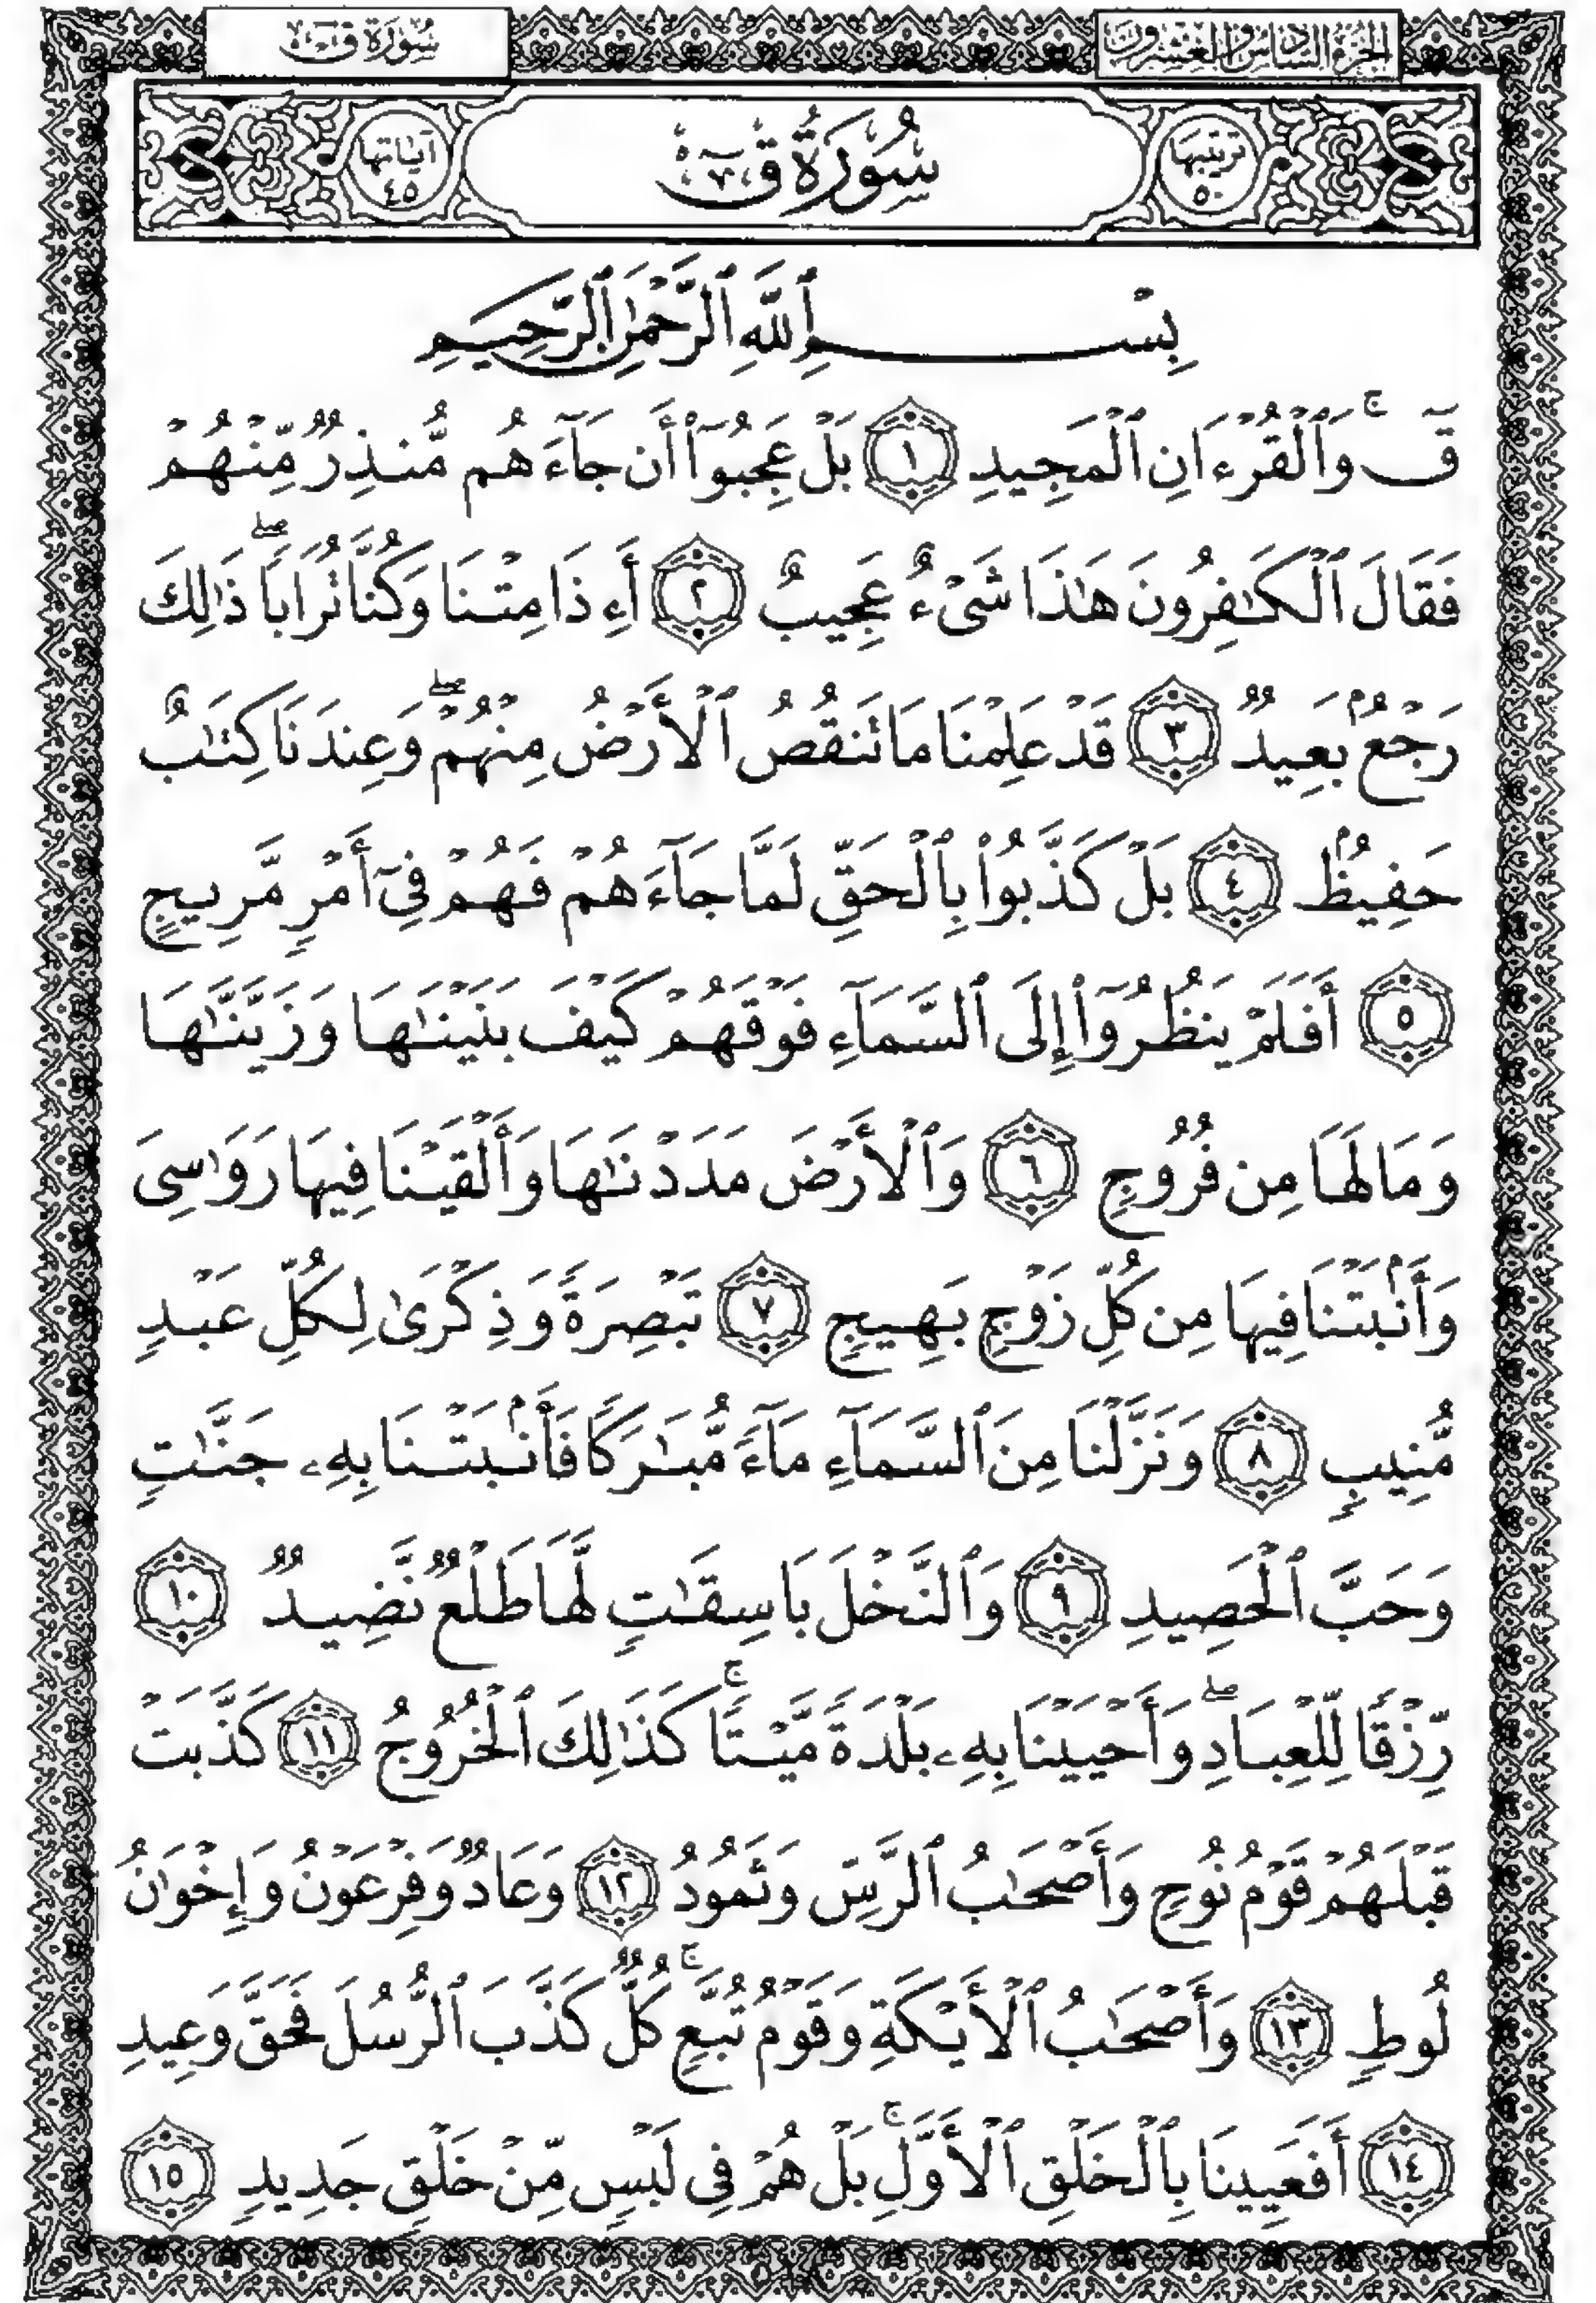 الجزء السادس والعشرون
سورة ق
ترتيبها
٥٠
سُورَةُ قٓ
آياتها
٤٥
بِسْمِ ٱللَّهِ ٱلرَّحْمَٰنِ ٱلرَّحِيمِ
قٓۚ وَٱلْقُرْءَانِ ٱلْمَجِيدِ ١ بَلْ عَجِبُوٓا۟ أَن جَآءَهُم مُّنذِرٌ مِّنْهُمْ
فَقَالَ ٱلْكَٰفِرُونَ هَٰذَا شَىْءٌ عَجِيبٌ ٢ أَءِذَا مِتْنَا وَكُنَّا تُرَابًاۖ ذَٰلِكَ
رَجْعٌۢ بَعِيدٌ ٣ قَدْ عَلِمْنَا مَا تَنقُصُ ٱلْأَرْضُ مِنْهُمْۖ وَعِندَنَا كِتَٰبٌ
حَفِيظٌۢ ٤ بَلْ كَذَّبُوا۟ بِٱلْحَقِّ لَمَّا جَآءَهُمْ فَهُمْ فِىٓ أَمْرٍ مَّرِيجٍ
٥ أَفَلَمْ يَنظُرُوٓا۟ إِلَى ٱلسَّمَآءِ فَوْقَهُمْ كَيْفَ بَنَيْنَٰهَا وَزَيَّنَّٰهَا
وَمَا لَهَا مِن فُرُوجٍ ٦ وَٱلْأَرْضَ مَدَدْنَٰهَا وَأَلْقَيْنَا فِيهَا رَوَٰسِىَ
وَأَنۢبَتْنَا فِيهَا مِن كُلِّ زَوْجٍۭ بَهِيجٍ ٧ تَبْصِرَةً وَذِكْرَىٰ لِكُلِّ عَبْدٍ
مُّنِيبٍ ٨ وَنَزَّلْنَا مِنَ ٱلسَّمَآءِ مَآءً مُّبَٰرَكًا فَأَنۢبَتْنَا بِهِۦ جَنَّٰتٍ
وَحَبَّ ٱلْحَصِيدِ ٩ وَٱلنَّخْلَ بَاسِقَٰتٍ لَّهَا طَلْعٌ نَّضِيدٌ ١٠
رِّزْقًا لِّلْعِبَادِۖ وَأَحْيَيْنَا بِهِۦ بَلْدَةً مَّيْتًاۚ كَذَٰلِكَ ٱلْخُرُوجُ ١١ كَذَّبَتْ
قَبْلَهُمْ قَوْمُ نُوحٍ وَأَصْحَٰبُ ٱلرَّسِّ وَثَمُودُ ١٢ وَعَادٌ وَفِرْعَوْنُ وَإِخْوَٰنُ
لُوطٍ ١٣ وَأَصْحَٰبُ ٱلْأَيْكَةِ وَقَوْمُ تُبَّعٍۚ كُلٌّ كَذَّبَ ٱلرُّسُلَ فَحَقَّ وَعِيدِ
١٤ أَفَعَيِينَا بِٱلْخَلْقِ ٱلْأَوَّلِۚ بَلْ هُمْ فِى لَبْسٍ مِّنْ خَلْقٍ جَدِيدٍ ١٥